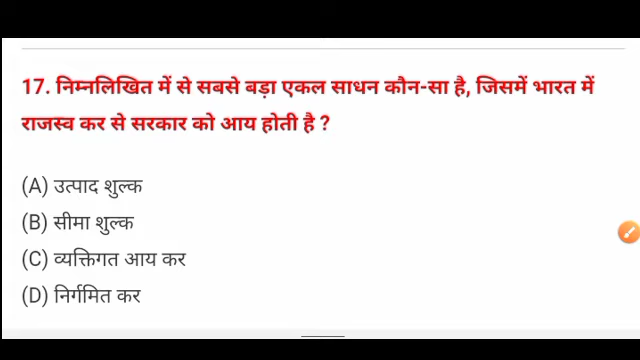 17. निम्नलिखित में से सबसे बड़ा एकल साधन कौन-सा है, जिसमें भारत में
राजस्व कर से सरकार को आय होती है ?
(A) उत्पाद शुल्क
(B) सीमा शुल्क
(C) व्यक्तिगत आय कर
(D) निर्गमित कर